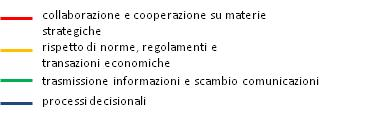 collaborazione e cooperazione su materie
strategiche
rispetto di norme, regolamenti e
transazioni economiche
trasmissione informazioni e scambio comunicazioni
processi decisionali